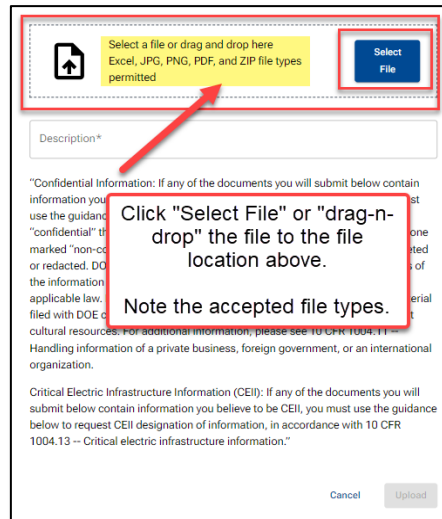 Select a file or drag and drop here
Excel, JPG, PNG, PDF, and ZIP file types
permitted
Select
File
Description*
"Confidential Information: If any of the documents you will submit below contain
information you
st
use the guidanc
"confidential" th
one
marked "non-co
eted
or redacted. DO
s of
the information
applicable law.
erial
filed with DOE
t
cultural resources. For additional information, please see 10 CFR 1004.11 --
Handling information of a private business, foreign government, or an international
organization.
Click "Select File" or "drag-n-
drop" the file to the file
location above.
Note the accepted file types.
Critical Electric Infrastructure Information (CEII): If any of the documents you will
submit below contain information you believe to be CEII, you must use the guidance
below to request CEII designation of information, in accordance with 10 CFR
1004.13 -- Critical electric infrastructure information."
Cancel
Upload